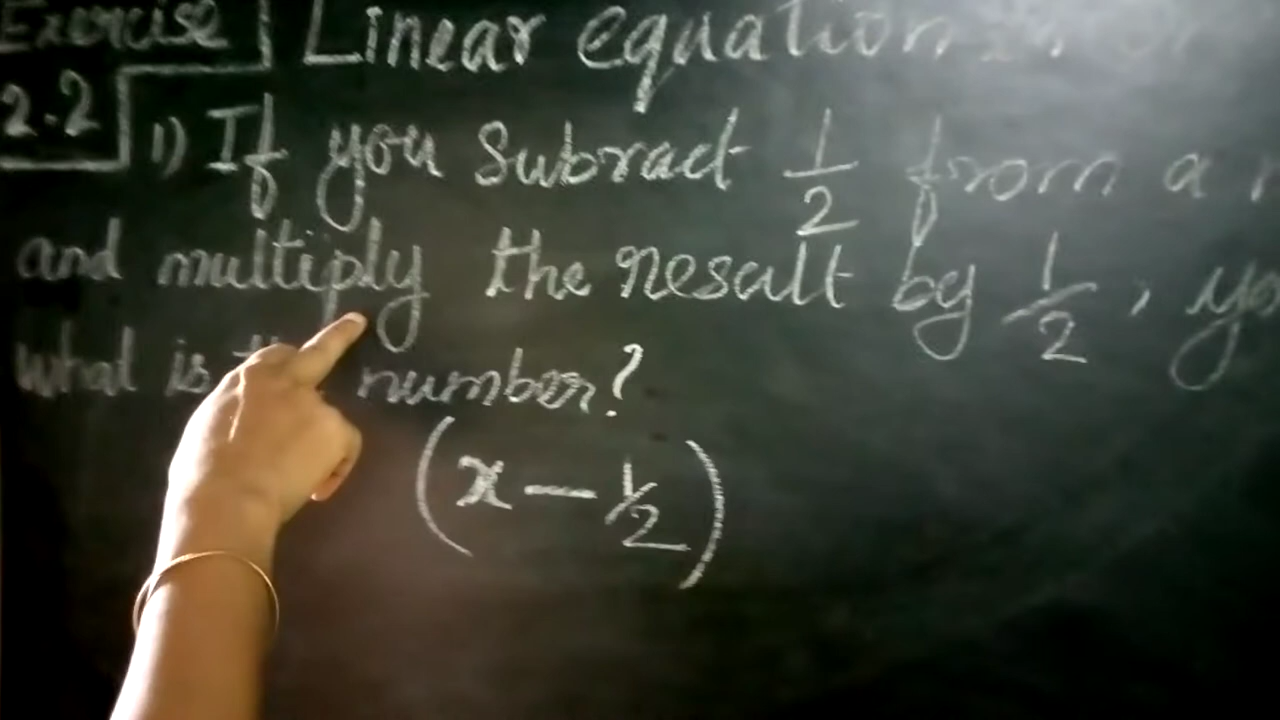 Exercise
2.2
Linear equation in
1) If you Subract 1/2 from a
and multiply the result by 1/2, yo
What is the number?
(x − 1/2)